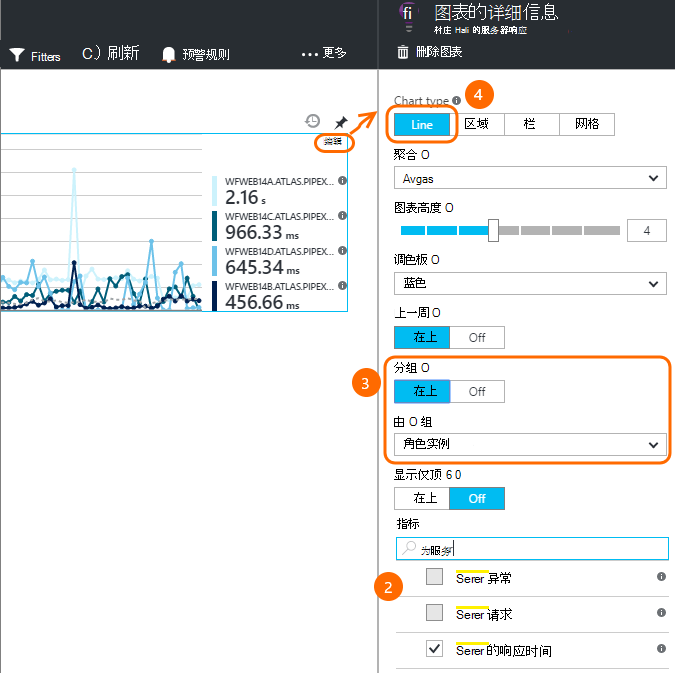 Fitters
C) 刷新
预警规则
••• 更多
编辑
WFWEB14A.ATLAS.PIPEX...
2.16 s
WFWEB14C.ATLAS.PIPEX...
966.33 ms
WFWEB14D.ATLAS.PIPEX...
645.34 ms
WFWEB14B.ATLAS.PIPEX...
456.66 ms
fi
图表的详细信息
村庄 Hali 的服务器响应
删除图表
4
Chart type
Line
区域
栏
网格
聚合 O
Avgas
图表高度 O
4
调色板 O
蓝色
上一周 O
在上
Off
3
分组 O
在上
Off
由 O 组
角色实例
显示仅顶 6 0
在上
Off
指标
为服务
2
Serer 异常
Serer 请求
Serer 的响应时间